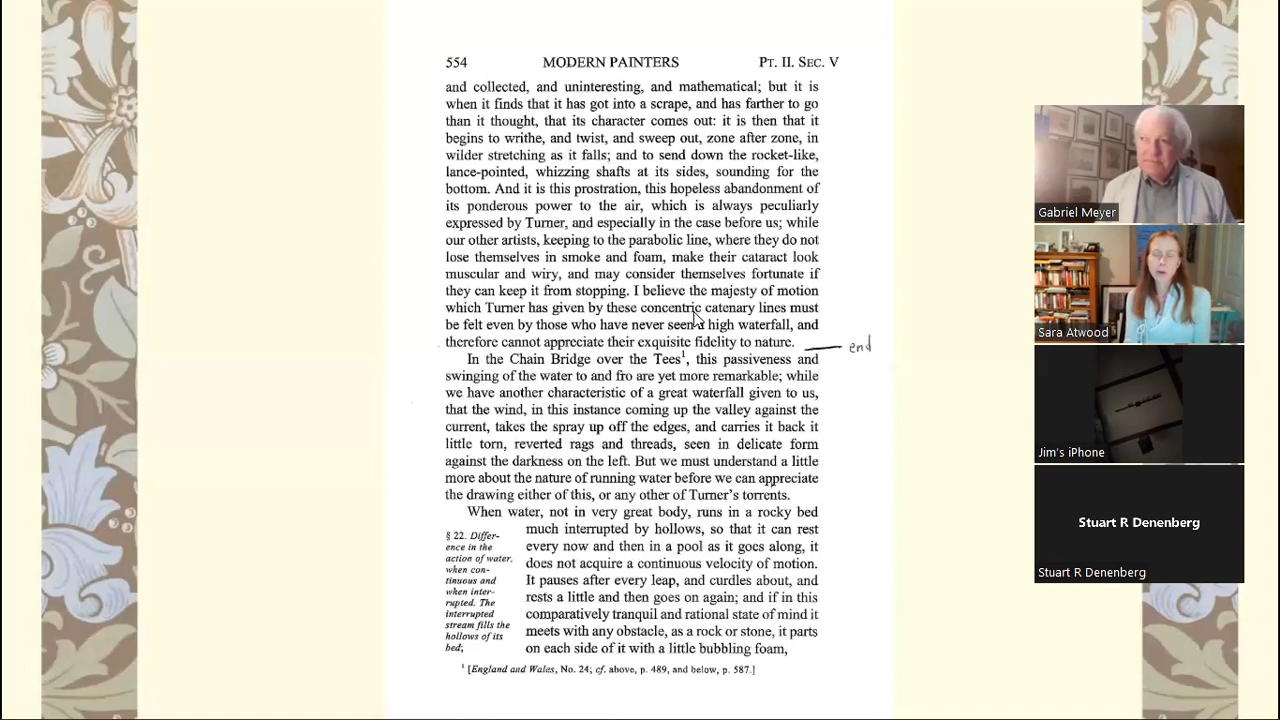 554 MODERN PAINTERS PT. II. SEC. V
and collected, and uninteresting, and mathematical; but it is
when it finds that it has got into a scrape, and has farther to go
than it thought, that its character comes out: it is then that it
begins to writhe, and twist, and sweep out, zone after zone, in
wilder stretching as it falls; and to send down the rocket-like,
lance-pointed, whizzing shafts at its sides, sounding for the
bottom. And it is this prostration, this hopeless abandonment of
its ponderous power to the air, which is always peculiarly
expressed by Turner, and especially in the case before us; while
our other artists, keeping to the parabolic line, where they do not
lose themselves in smoke and foam, make their cataract look
muscular and wiry, and may consider themselves fortunate if
they can keep it from stopping. I believe the majesty of motion
which Turner has given by these concentric catenary lines must
be felt even by those who have never seen a high waterfall, and
therefore cannot appreciate their exquisite fidelity to nature.
end
In the Chain Bridge over the Tees¹, this passiveness and
swinging of the water to and fro are yet more remarkable; while
we have another characteristic of a great waterfall given to us,
that the wind, in this instance coming up the valley against the
current, takes the spray up off the edges, and carries it back it
little torn, reverted rags and threads, seen in delicate form
against the darkness on the left. But we must understand a little
more about the nature of running water before we can appreciate
the drawing either of this, or any other of Turner's torrents.
When water, not in very great body, runs in a rocky bed
much interrupted by hollows, so that it can rest
every now and then in a pool as it goes along, it
does not acquire a continuous velocity of motion.
It pauses after every leap, and curdles about, and
rests a little and then goes on again; and if in this
comparatively tranquil and rational state of mind it
meets with any obstacle, as a rock or stone, it parts
on each side of it with a little bubbling foam,
§ 22. Differ-
ence in the
action of water,
when con-
tinuous and
when inter-
rupted. The
interrupted
stream fills the
hollows of its
bed;
¹ [England and Wales, No. 24; cf. above, p. 489, and below, p. 587.]
Gabriel Meyer
Sara Atwood
Jim's iPhone
Stuart R Denenberg
Stuart R Denenberg